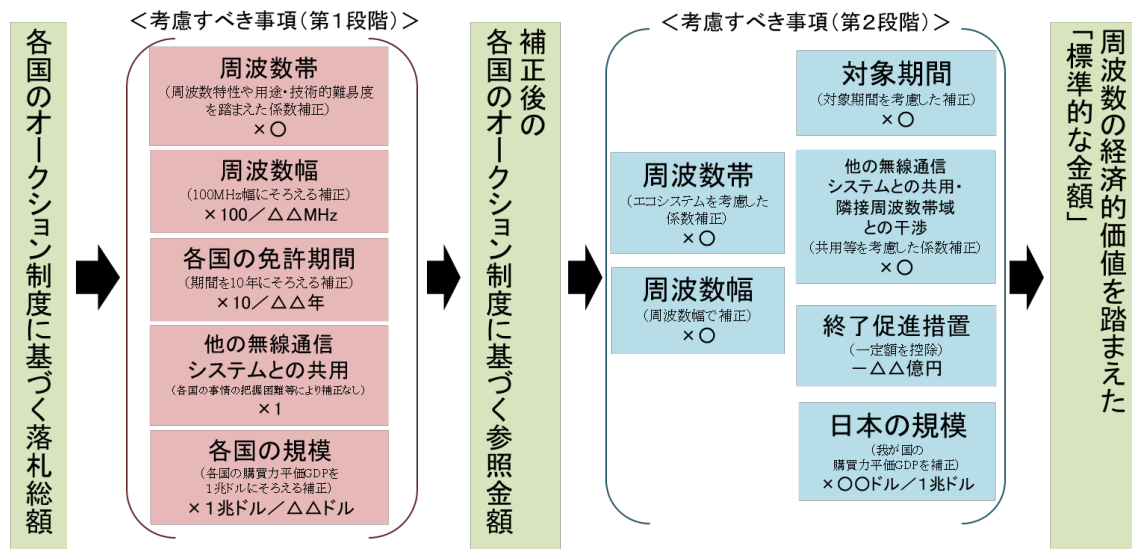 各国のオークション制度に基づく落札総額
＜考慮すべき事項（第１段階）＞
周波数帯
（周波数特性や用途・技術的難易度
を踏まえた係数補正）
×〇
周波数幅
（100MHz幅にそろえる補正）
×100／△△MHz
各国の免許期間
（期間を10年にそろえる補正）
×10／△△年
他の無線通信
システムとの共用
（各国の事情の把握困難等により補正なし）
×１
各国の規模
（各国の購買力平価GDPを
１兆ドルにそろえる補正）
×１兆ドル／△△ドル
補正後の
各国のオークション制度に基づく参照金額
＜考慮すべき事項（第２段階）＞
周波数帯
（エコシステムを考慮した
係数補正）
×〇
周波数幅
（周波数幅で補正）
×〇
対象期間
（対象期間を考慮した補正）
×〇
他の無線通信
システムとの共用・
隣接周波数帯域
との干渉
（共用等を考慮した係数補正）
×〇
終了促進措置
（一定額を控除）
－△△億円
日本の規模
（我が国の
購買力平価GDPを補正）
×〇〇ドル／１兆ドル
周波数の経済的価値を踏まえた
「標準的な金額」